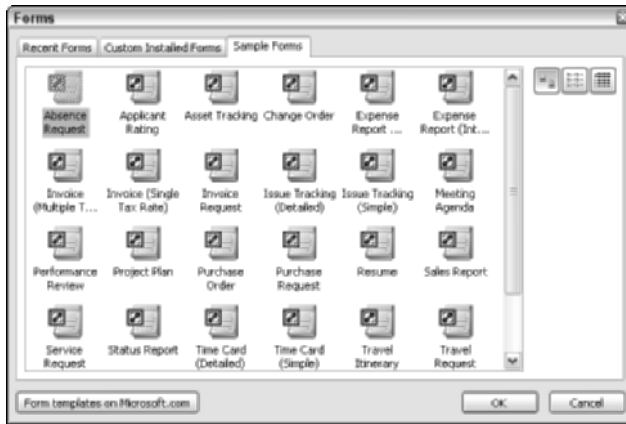 Forms
Recent Forms
Custom Installed Forms
Sample Forms
Absence
Request
Applicant
Rating
Asset Tracking
Change Order
Expense
Report ...
Expense
Report (Int...
Invoice
(Multiple T...
Invoice (Single
Tax Rate)
Invoice
Request
Issue Tracking
(Detailed)
Issue Tracking
(Simple)
Meeting
Agenda
Performance
Review
Project Plan
Purchase
Order
Purchase
Request
Resume
Sales Report
Service
Request
Status Report
Time Card
(Detailed)
Time Card
(Simple)
Travel
Itinerary
Travel
Request
Form templates on Microsoft.com
OK
Cancel